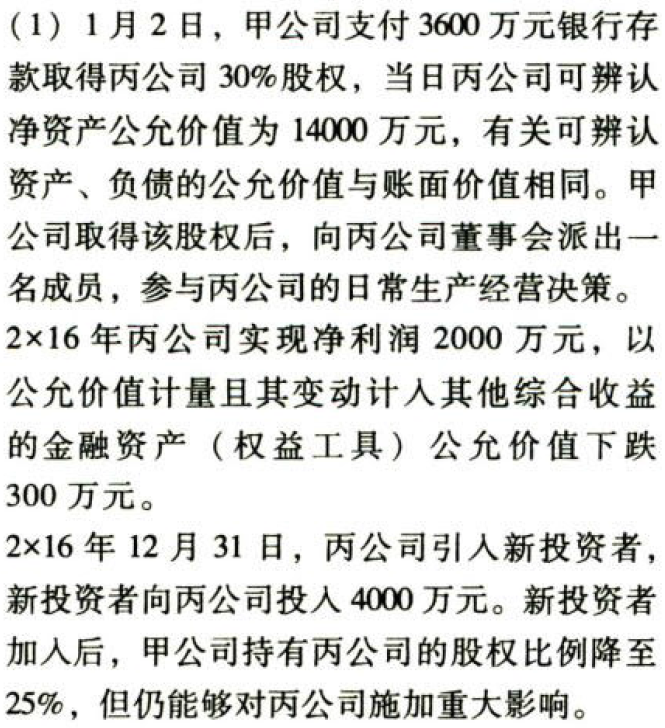 (1) 1月2日，甲公司支付3600万元银行存
款取得丙公司30%股权，当日丙公司可辨认
净资产公允价值为14000万元，有关可辨认
资产、负债的公允价值与账面价值相同。甲
公司取得该股权后，向丙公司董事会派出一
名成员，参与丙公司的日常生产经营决策。
2×16年丙公司实现净利润2000万元，以
公允价值计量且其变动计入其他综合收益
的金融资产（权益工具）公允价值下跌
300万元。
2×16年12月31日，丙公司引入新投资者，
新投资者向丙公司投入4000万元。新投资者
加入后，甲公司持有丙公司的股权比例降至
25%，但仍能够对丙公司施加重大影响。